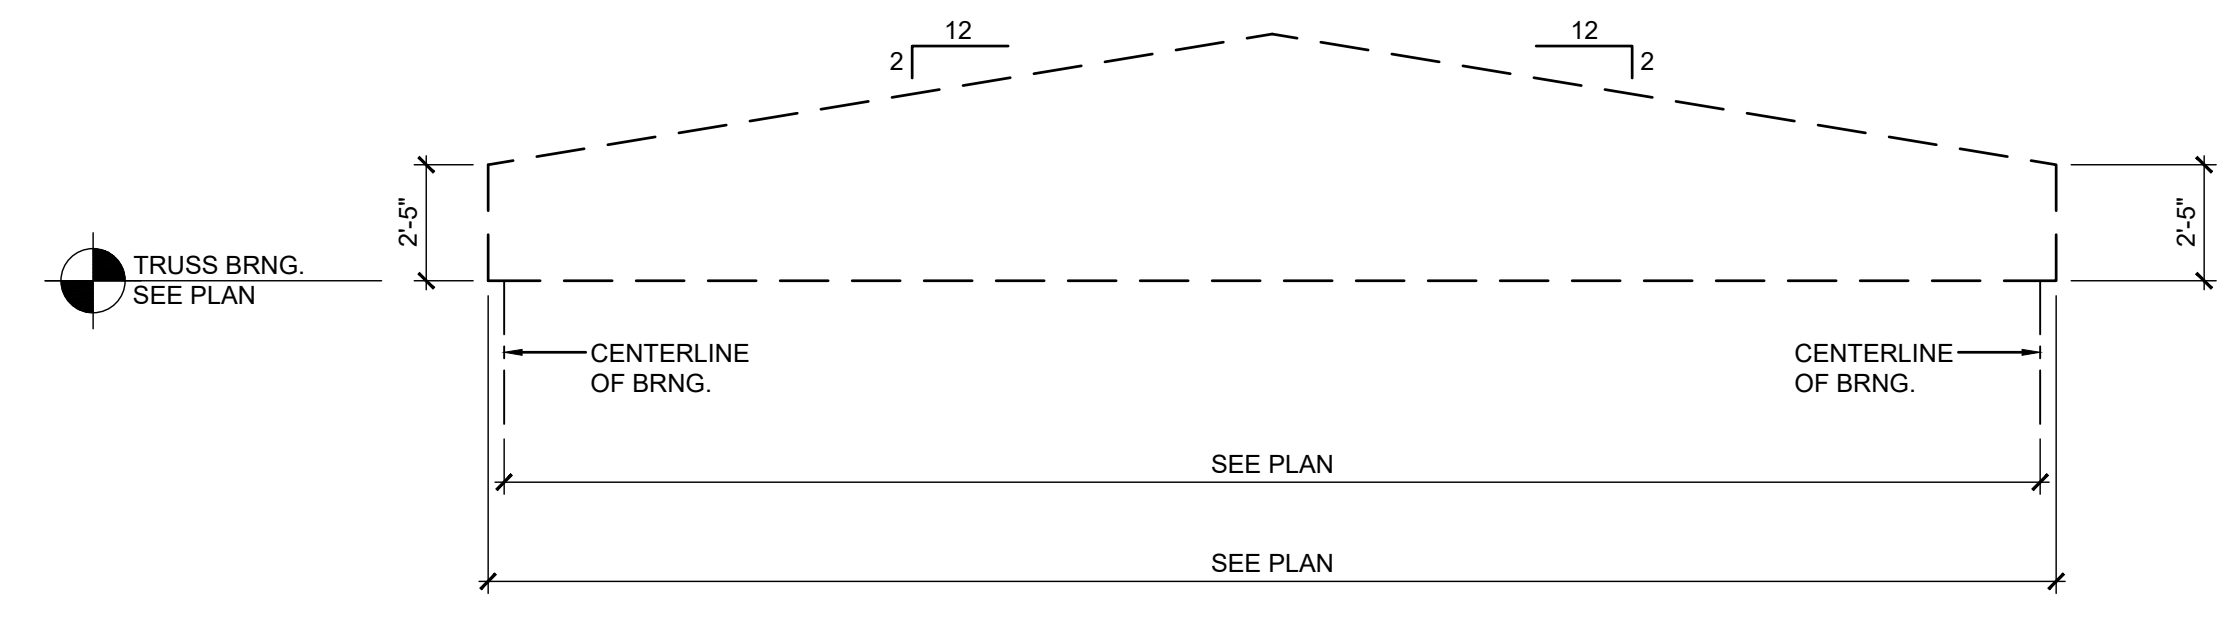 12
2
12
2
2'-5"
2'-5"
TRUSS BRNG.
SEE PLAN
CENTERLINE
OF BRNG.
CENTERLINE
OF BRNG.
SEE PLAN
SEE PLAN